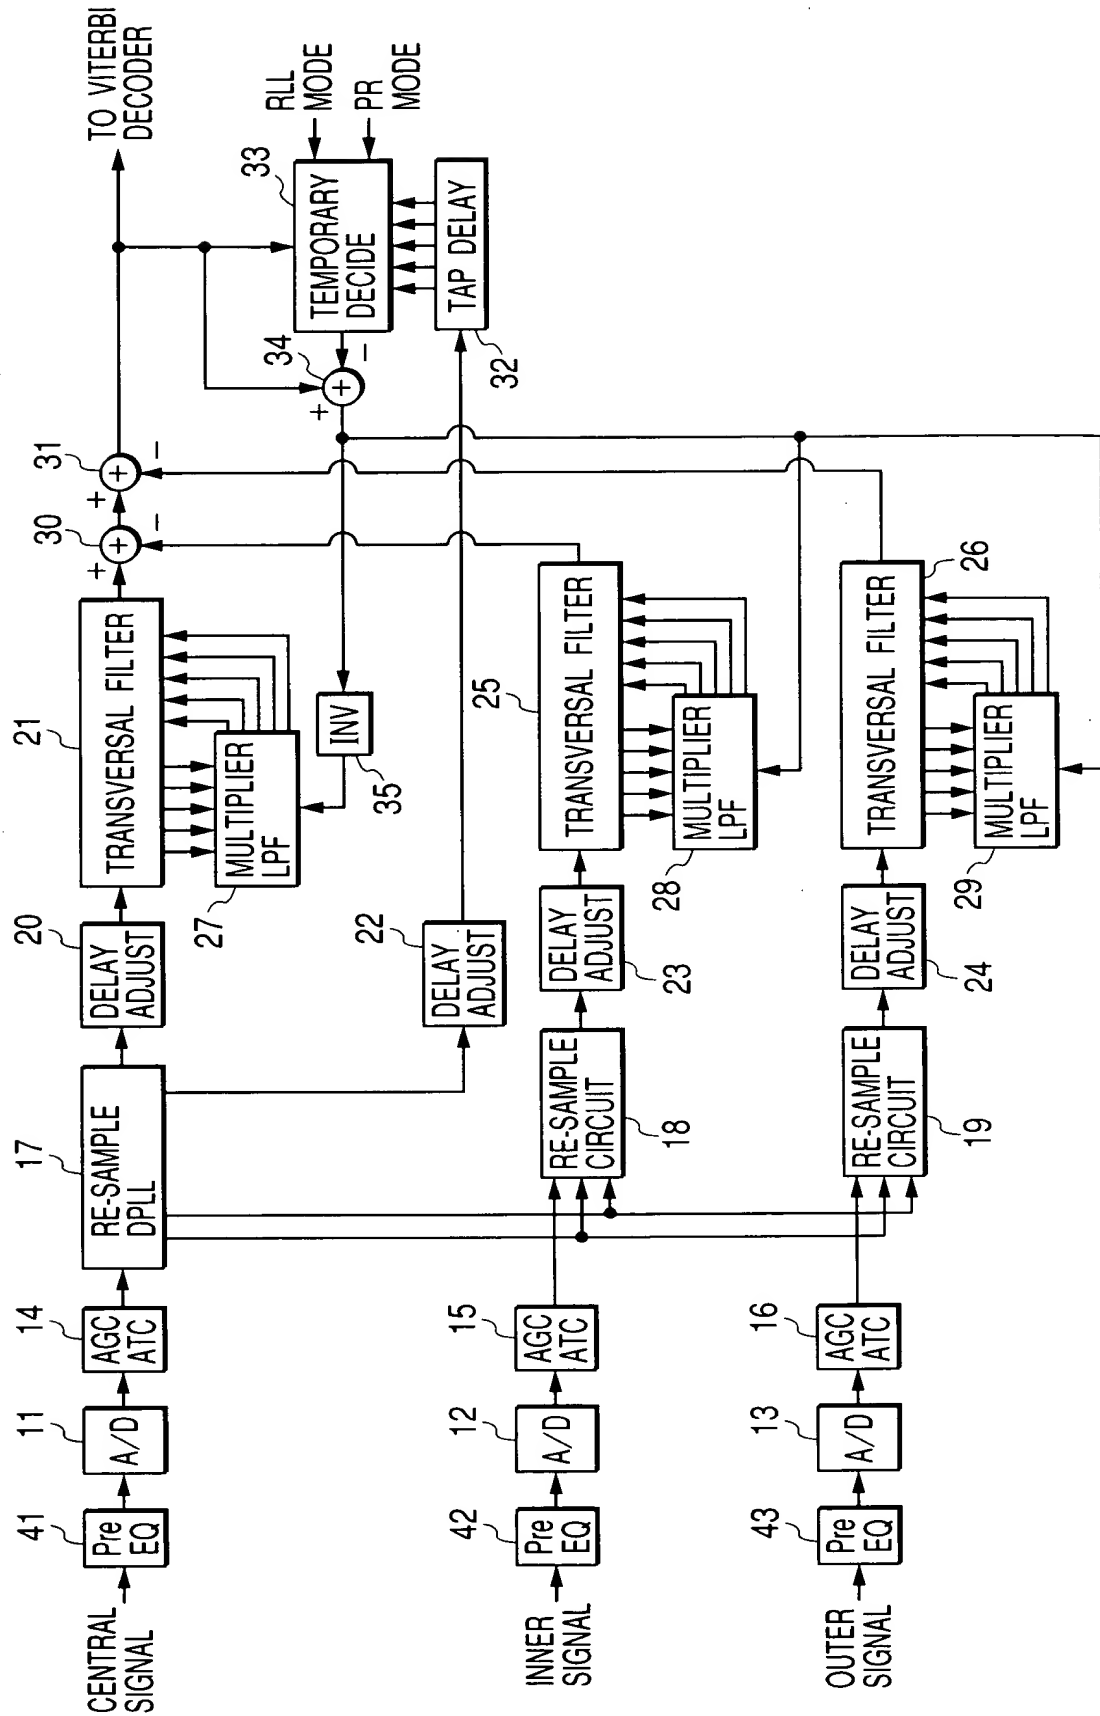 CENTRAL
SIGNAL
41
Pre
EQ
11
A/D
14
AGC
ATC
17
RE-SAMPLE
DPLL
20
DELAY
ADJUST
21
TRANSVERSAL FILTER
27
MULTIPLIER
LPF
30
+
+
−
31
+
+
−
TO VITERBI
DECODER
35
INV
34
+
+
−
33
TEMPORARY
DECIDE
RLL
MODE
PR
MODE
22
DELAY
ADJUST
32
TAP DELAY
INNER
SIGNAL
42
Pre
EQ
12
A/D
15
AGC
ATC
18
RE-SAMPLE
CIRCUIT
23
DELAY
ADJUST
25
TRANSVERSAL FILTER
28
MULTIPLIER
LPF
OUTER
SIGNAL
43
Pre
EQ
13
A/D
16
AGC
ATC
19
RE-SAMPLE
CIRCUIT
24
DELAY
ADJUST
26
TRANSVERSAL FILTER
29
MULTIPLIER
LPF